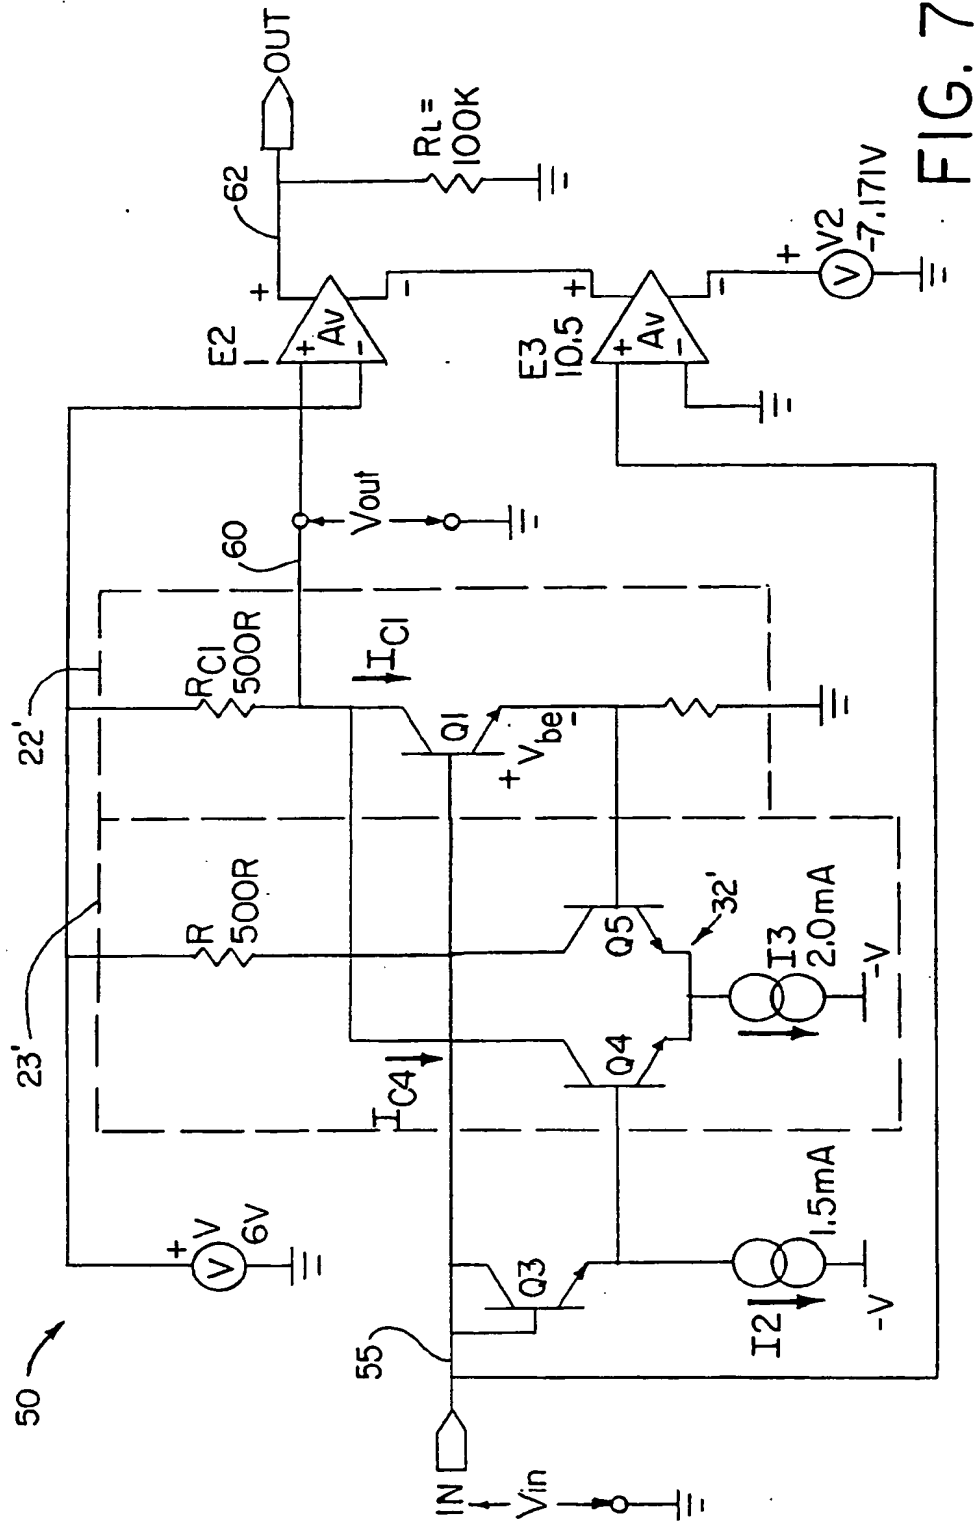 50
+
V
6V
V
23'
22'
R
500R
RC1
500R
60
62
OUT
E2
1
+
-
Av
+
-
RL =
100K
Vout
IC1
Q1
+
Vbe
-
IC4
55
IN
Vin
Q3
Q4
Q5
32'
I2
1.5mA
-V
I3
2.0mA
-V
E3
10.5
+
-
Av
+
-
+
V2
-7.171V
V
FIG. 7